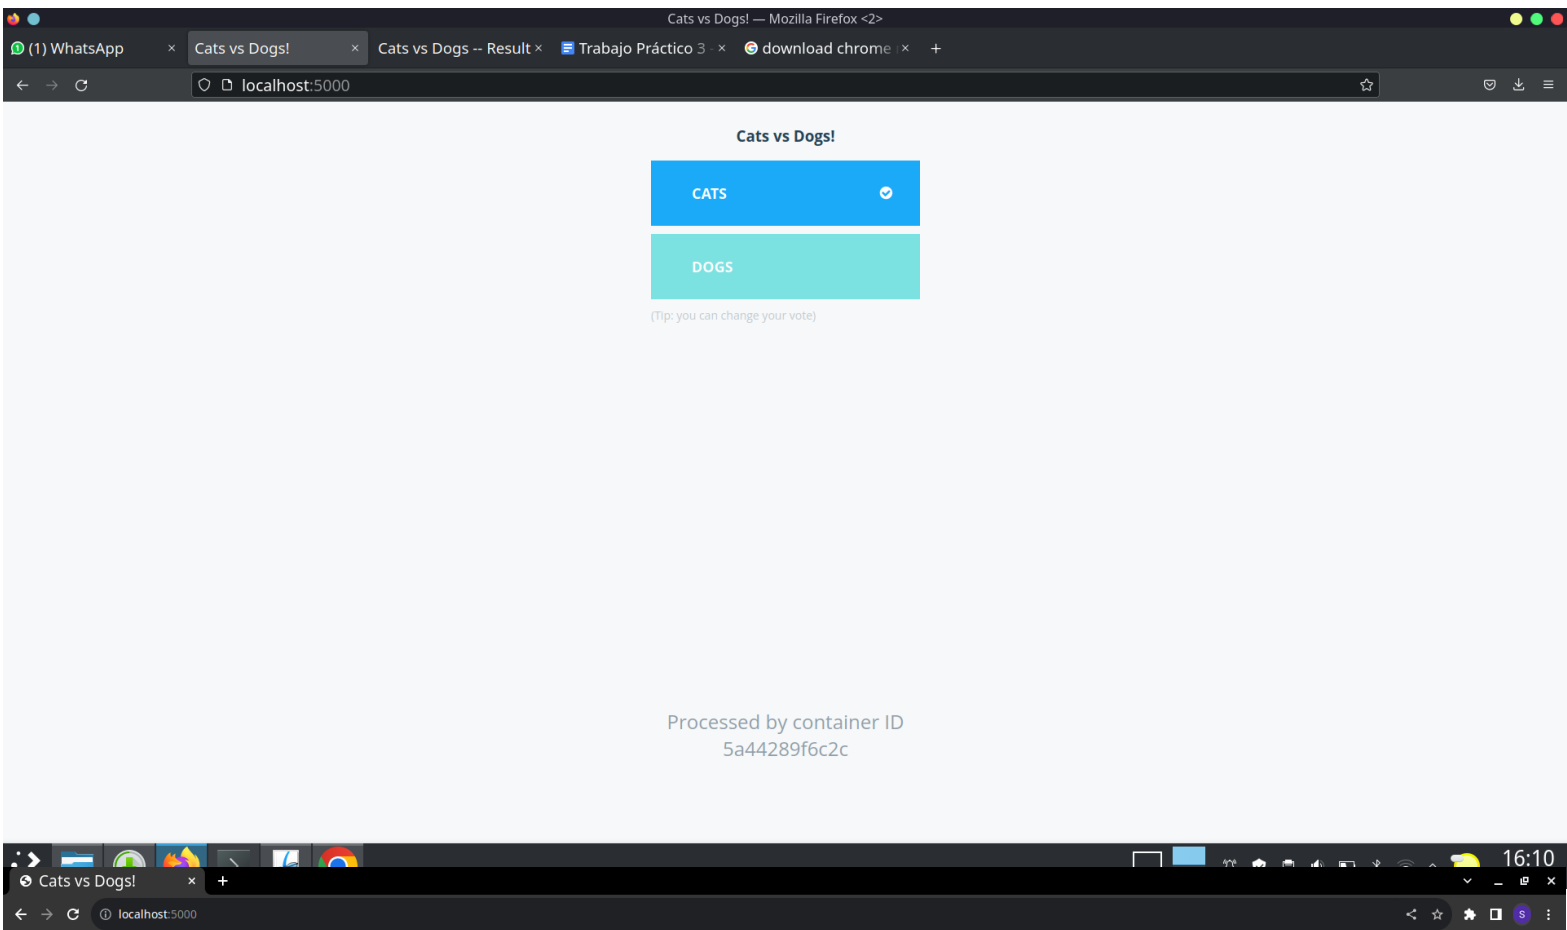 Cats vs Dogs! — Mozilla Firefox <2>
(1) WhatsApp
Cats vs Dogs!
Cats vs Dogs -- Result
Trabajo Práctico 3 -
download chrome
localhost:5000
Cats vs Dogs!
CATS
DOGS
(Tip: you can change your vote)
Processed by container ID
5a44289f6c2c
16:10
Cats vs Dogs!
localhost:5000
S